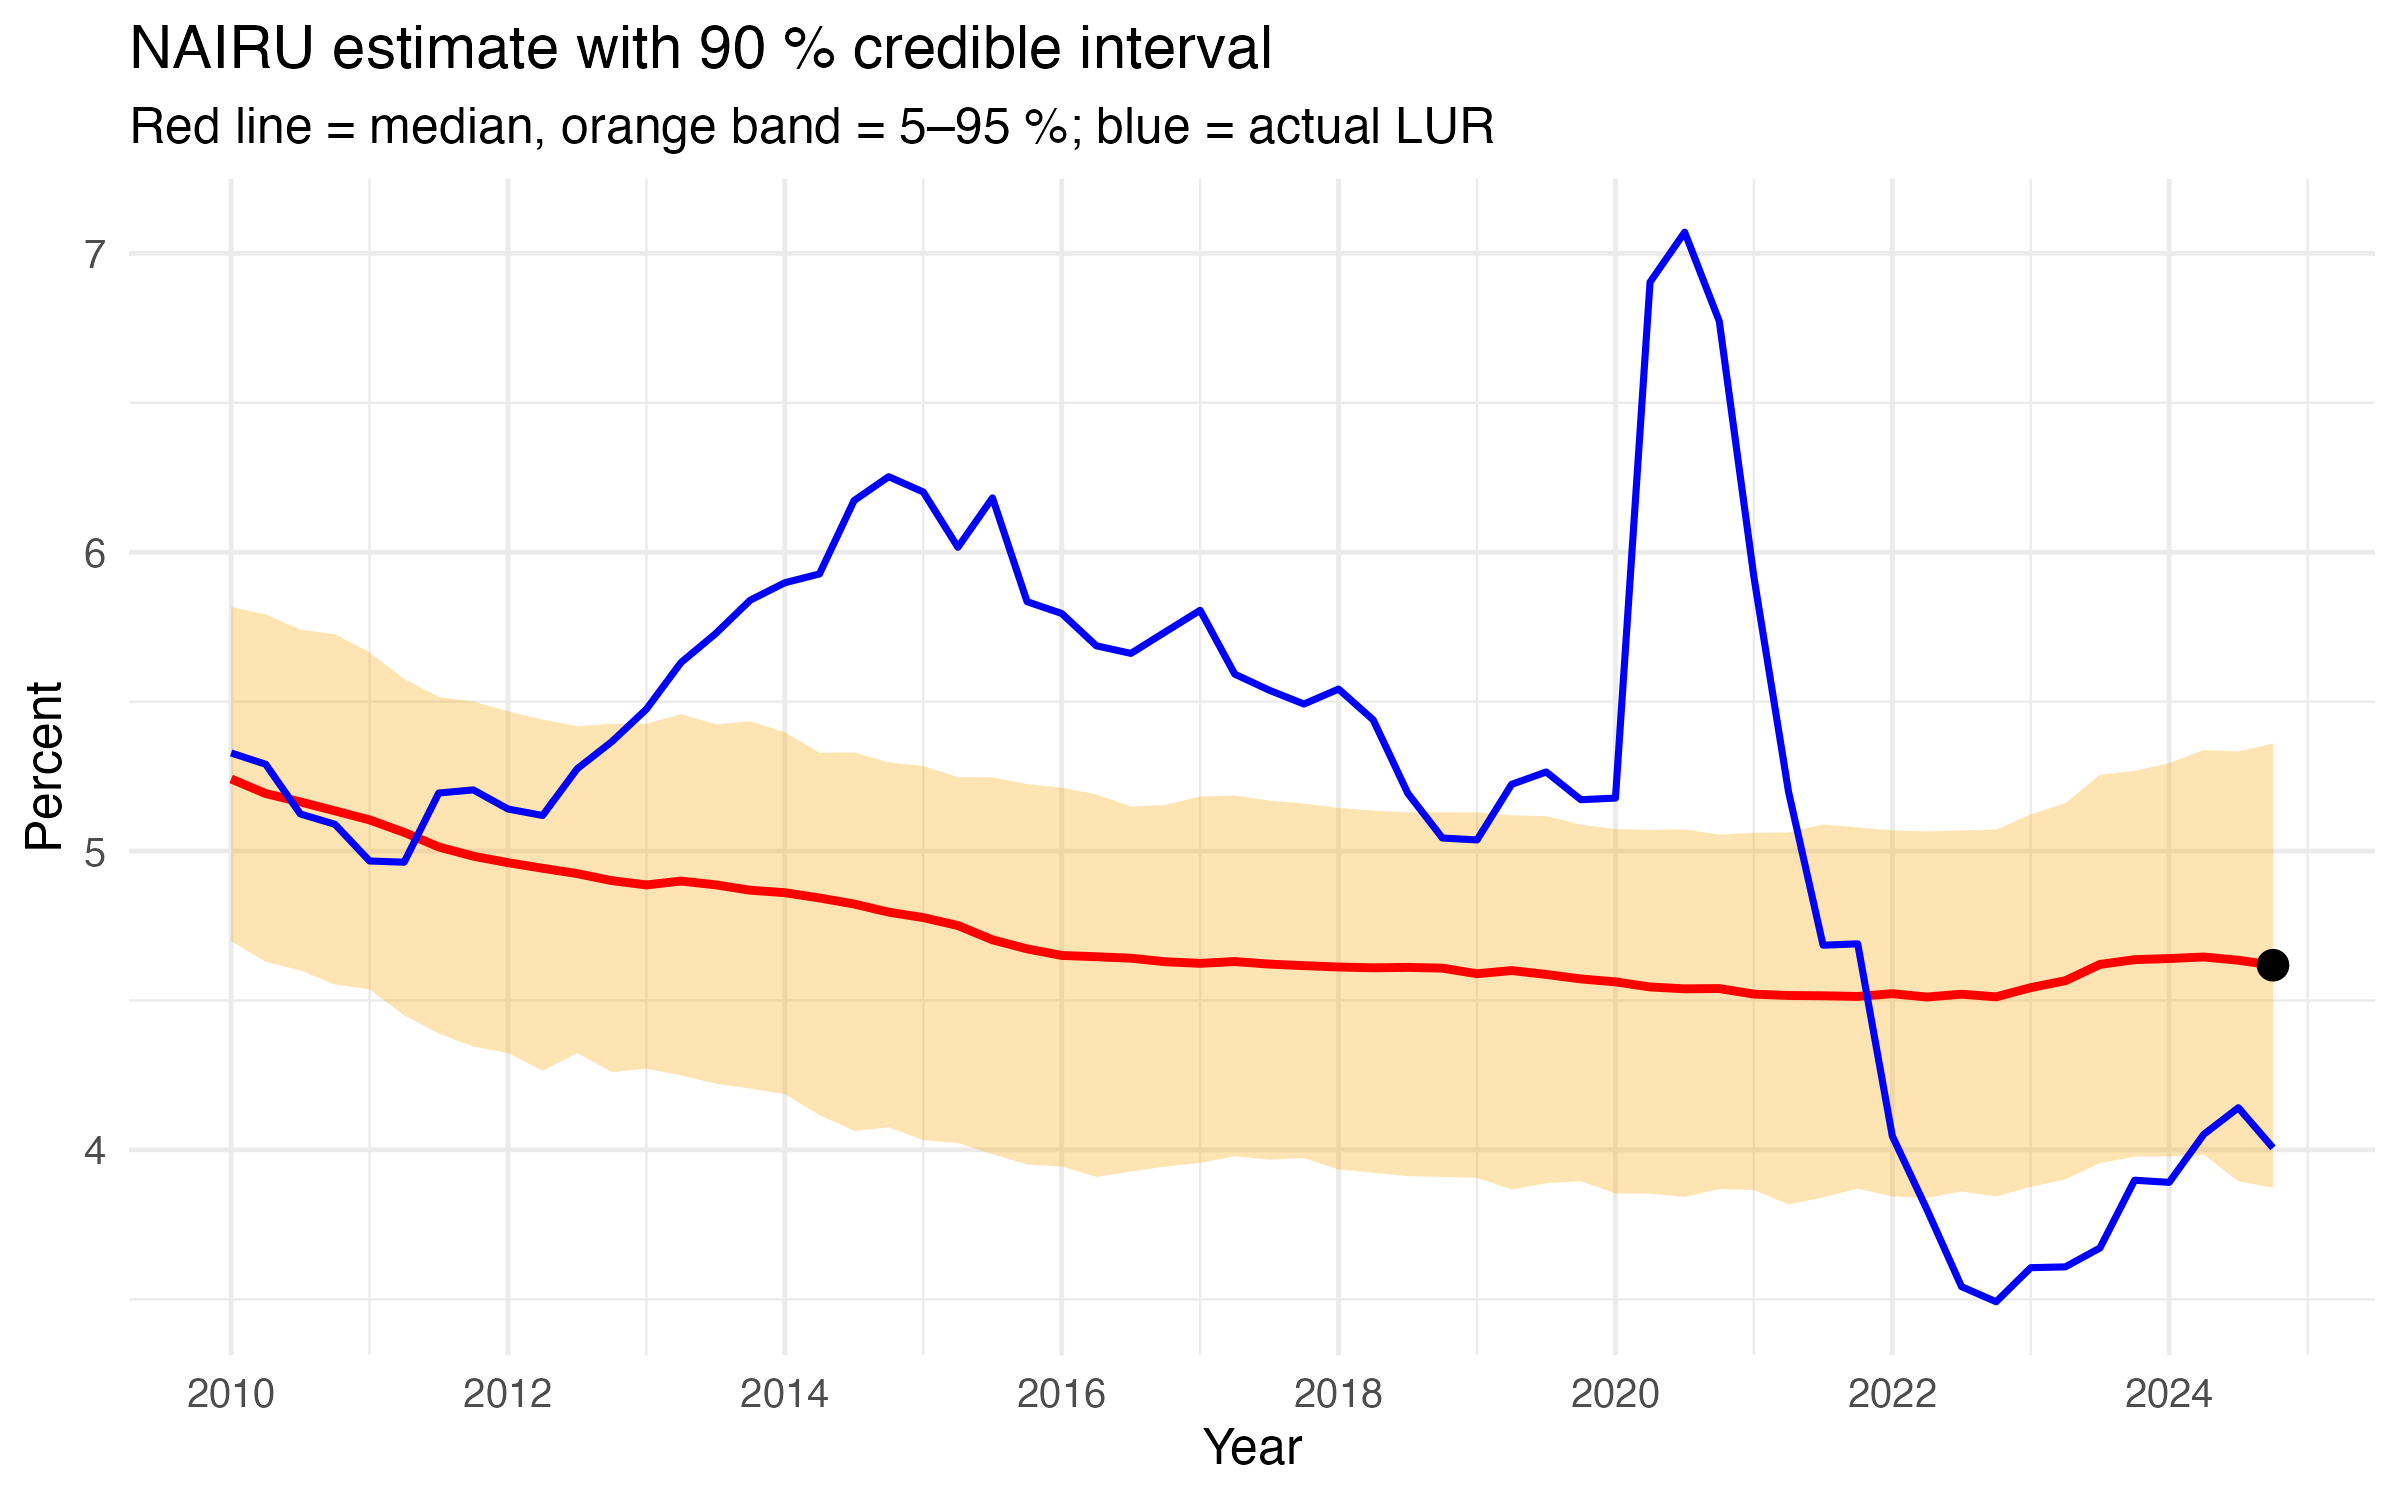 NAIRU estimate with 90 % credible interval
Red line = median, orange band = 5–95 %; blue = actual LUR
7
6
5
4
Percent
2010 2012 2014 2016 2018 2020 2022 2024
Year